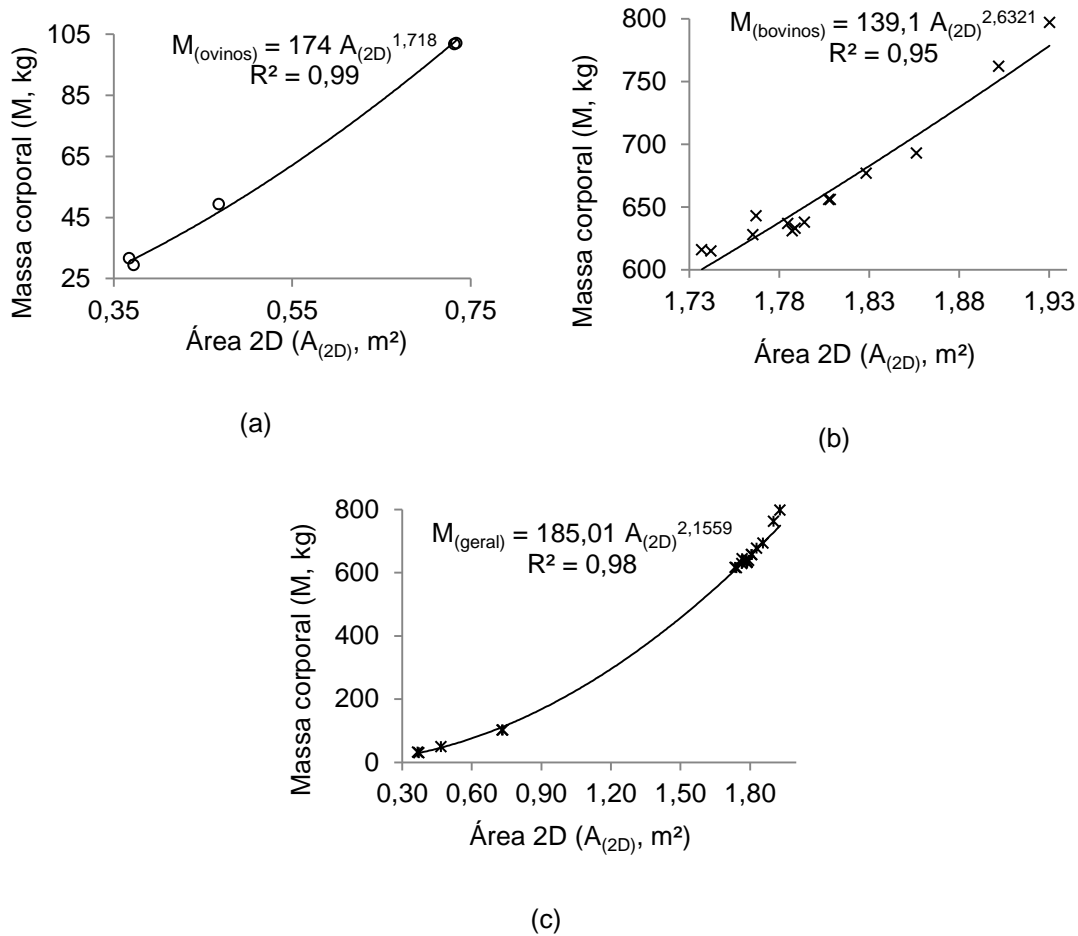 M(ovinos) = 174 A(2D)^1,718
R² = 0,99
Massa corporal (M, kg)
105
85
65
45
25
0,35 0,55 0,75
Área 2D (A(2D), m²)
(a)
M(bovinos) = 139,1 A(2D)^2,6321
R² = 0,95
Massa corporal (M, kg)
800
750
700
650
600
1,73 1,78 1,83 1,88 1,93
Área 2D (A(2D), m²)
(b)
M(geral) = 185,01 A(2D)^2,1559
R² = 0,98
Massa corporal (M, kg)
800
600
400
200
0
0,30 0,60 0,90 1,20 1,50 1,80
Área 2D (A(2D), m²)
(c)